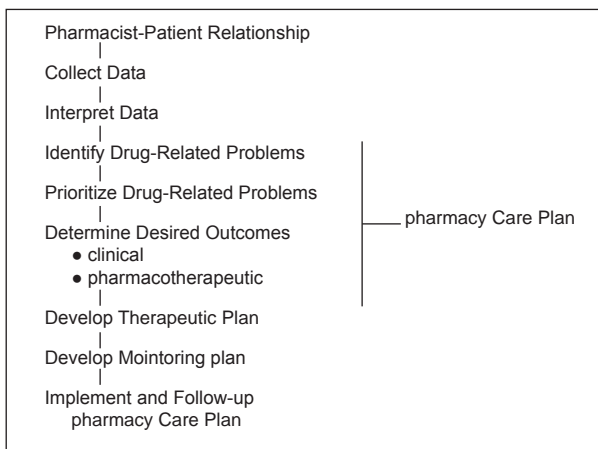 Pharmacist-Patient Relationship
Collect Data
Interpret Data
Identify Drug-Related Problems
Prioritize Drug-Related Problems
Determine Desired Outcomes
● clinical
● pharmacotherapeutic
pharmacy Care Plan
Develop Therapeutic Plan
Develop Mointoring plan
Implement and Follow-up
pharmacy Care Plan